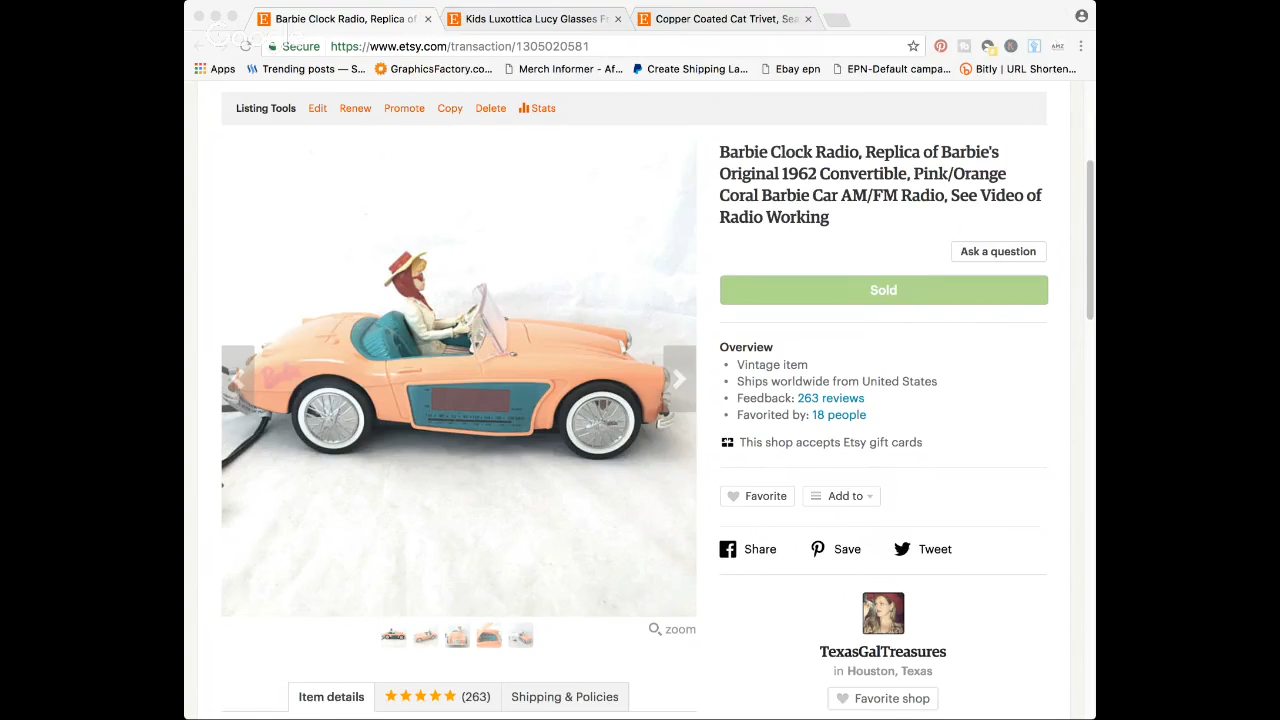 Barbie Clock Radio, Replica of
Kids Luxottica Lucy Glasses Fr
Copper Coated Cat Trivet, Sea
Google
Secure https://www.etsy.com/transaction/1305020581
Apps Trending posts — S... GraphicsFactory.co... Merch Informer - Af... Create Shipping La... Ebay epn EPN-Default campa... Bitly | URL Shorten...
Listing Tools Edit Renew Promote Copy Delete Stats
Barbie Clock Radio, Replica of Barbie's
Original 1962 Convertible, Pink/Orange
Coral Barbie Car AM/FM Radio, See Video of
Radio Working
Ask a question
Sold
Overview
• Vintage item
• Ships worldwide from United States
• Feedback: 263 reviews
• Favorited by: 18 people
This shop accepts Etsy gift cards
Favorite Add to
Share Save Tweet
Barbie
zoom
TexasGalTreasures
in Houston, Texas
Favorite shop
Item details (263) Shipping & Policies